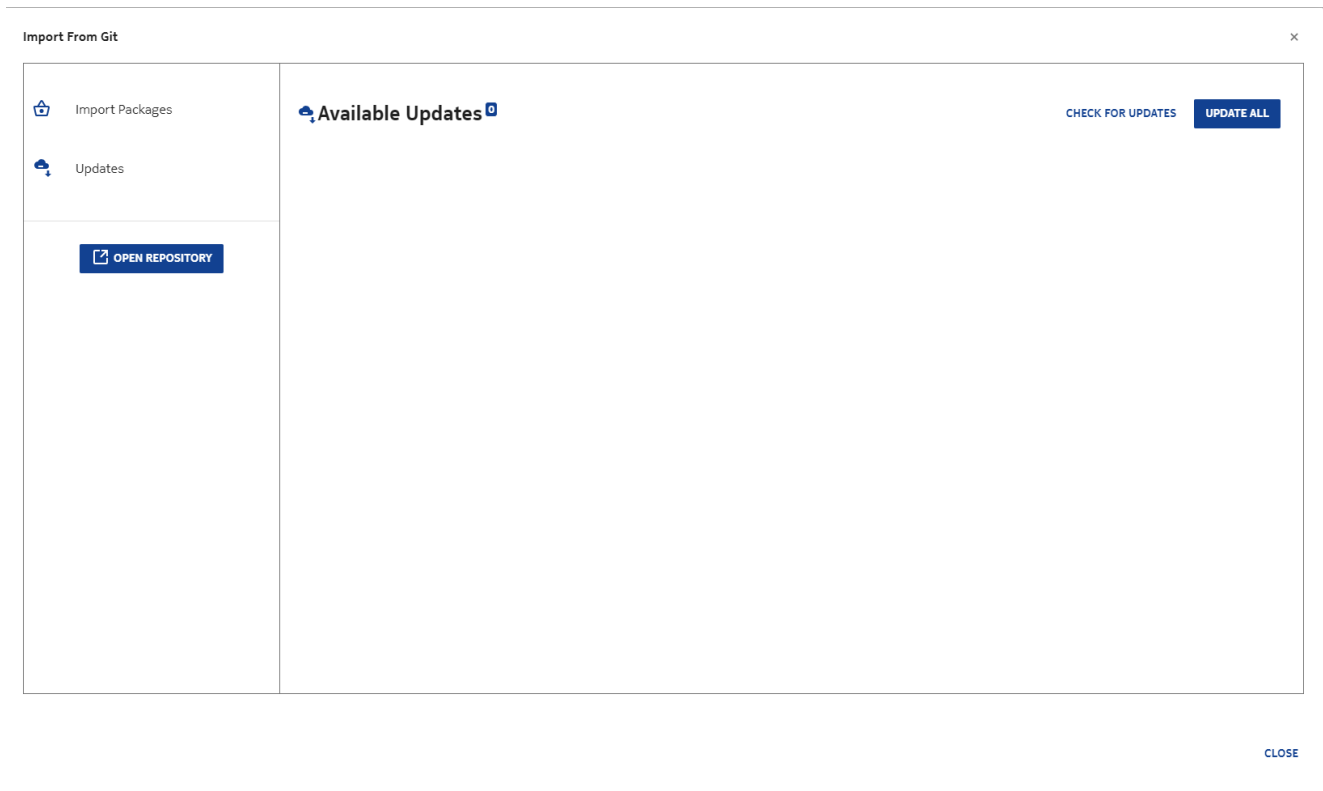 Import From Git
×
Import Packages
Updates
OPEN REPOSITORY
Available Updates 0
CHECK FOR UPDATES
UPDATE ALL
CLOSE